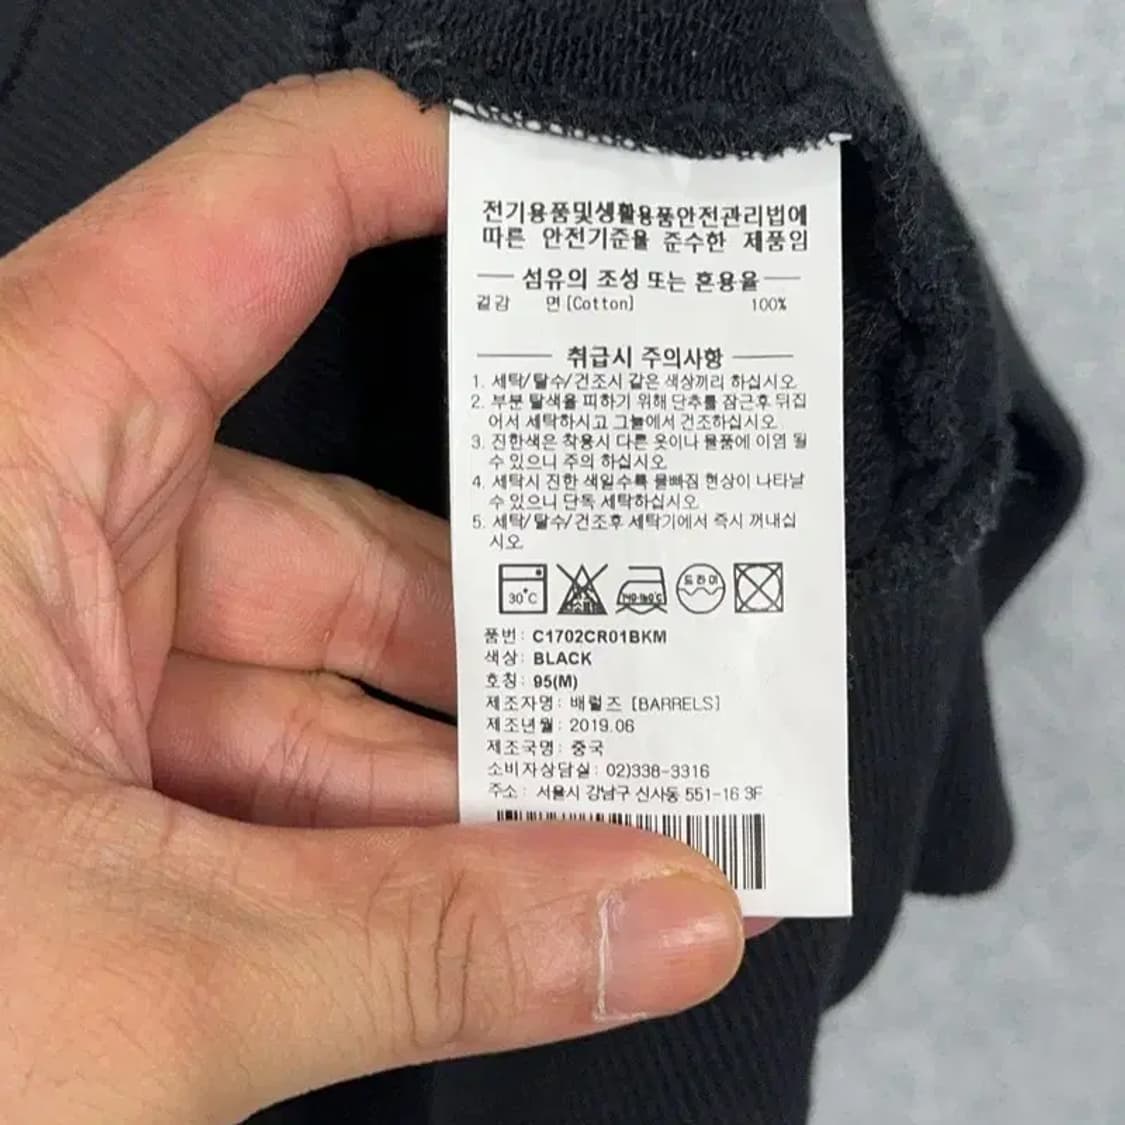 전기용품및생활용품안전관리법에
따른 안전기준을 준수한 제품임
섬유의 조성 또는 혼용율
겉감 면[Cotton] 100%
취급시 주의사항
1. 세탁/탈수/건조시 같은 색상끼리 하십시오
2. 부분 탈색을 피하기 위해 단추를 잠근후 뒤집
어서 세탁하시고 그늘에서 건조하십시오
3. 진한색은 착용시 다른 옷이나 물품에 이염 될
수 있으니 주의 하십시오
4. 세탁시 진한 색일수록 물빠짐 현상이 나타날
수 있으니 단독 세탁하십시오
5. 세탁/탈수/건조후 세탁기에서 즉시 꺼내십
시오
30°C 140~160°C 드라이
품번: C1702CR01BKM
색상: BLACK
호칭: 95(M)
제조자명: 배럴즈 [BARRELS]
제조년월: 2019.06
제조국명: 중국
소비자상담실: 02)338-3316
주소: 서울시 강남구 신사동 551-16 3F